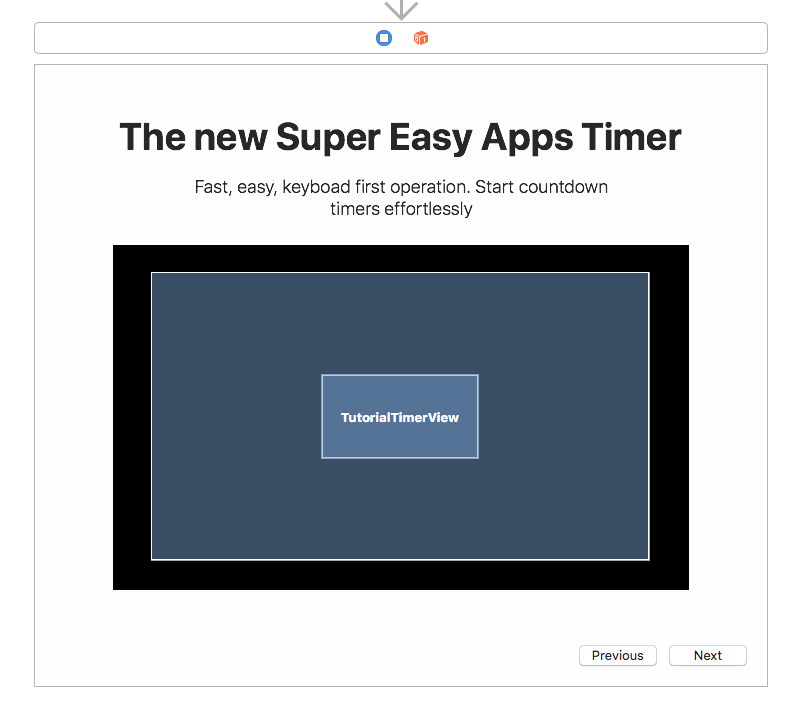 The new Super Easy Apps Timer
Fast, easy, keyboad first operation. Start countdown
timers effortlessly
TutorialTimerView
Previous
Next